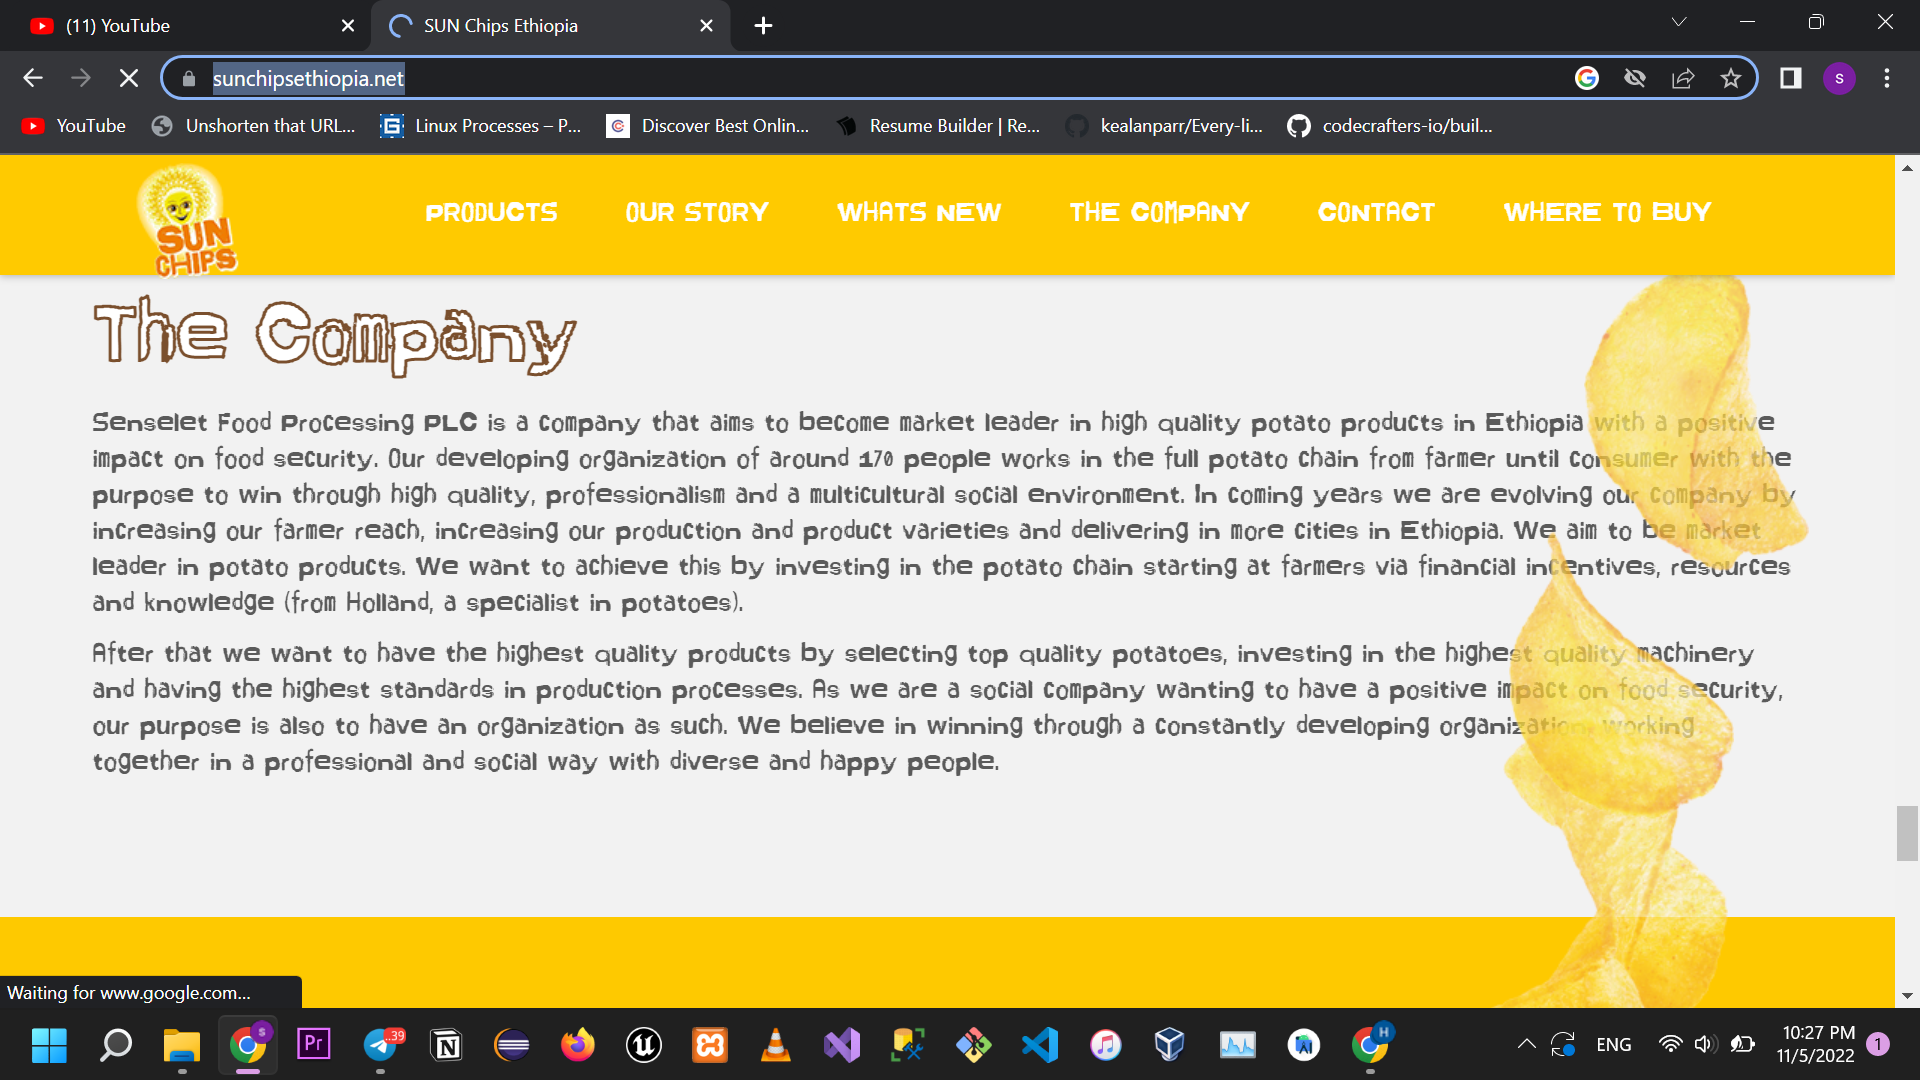 (11) YouTube
SUN Chips Ethiopia
sunchipsethiopia.net
S
YouTube
Unshorten that URL...
Linux Processes – P...
Discover Best Onlin...
Resume Builder | Re...
kealanparr/Every-li...
codecrafters-io/buil...
SUN
CHIPS
PRODUCTS
OUR STORY
WHATS NEW
THE COMPANY
CONTACT
WHERE TO BUY
The Company
Senselet Food Processing PLC is a company that aims to become market leader in high quality potato products in Ethiopia with a positive
impact on food security. Our developing organization of around 170 people works in the full potato chain from farmer until consumer with the
purpose to win through high quality, professionalism and a multicultural social environment. In coming years we are evolving our company by
increasing our farmer reach, increasing our production and product varieties and delivering in more cities in Ethiopia. We aim to be market
leader in potato products. We want to achieve this by investing in the potato chain starting at farmers via financial incentives, resources
and knowledge (from Holland, a specialist in potatoes).
After that we want to have the highest quality products by selecting top quality potatoes, investing in the highest quality machinery
and having the highest standards in production processes. As we are a social company wanting to have a positive impact on food security,
our purpose is also to have an organization as such. We believe in winning through a constantly developing organization, working
together in a professional and social way with diverse and happy people.
Waiting for www.google.com...
S
Pr
..39
N
H
ENG
10:27 PM
11/5/2022
1